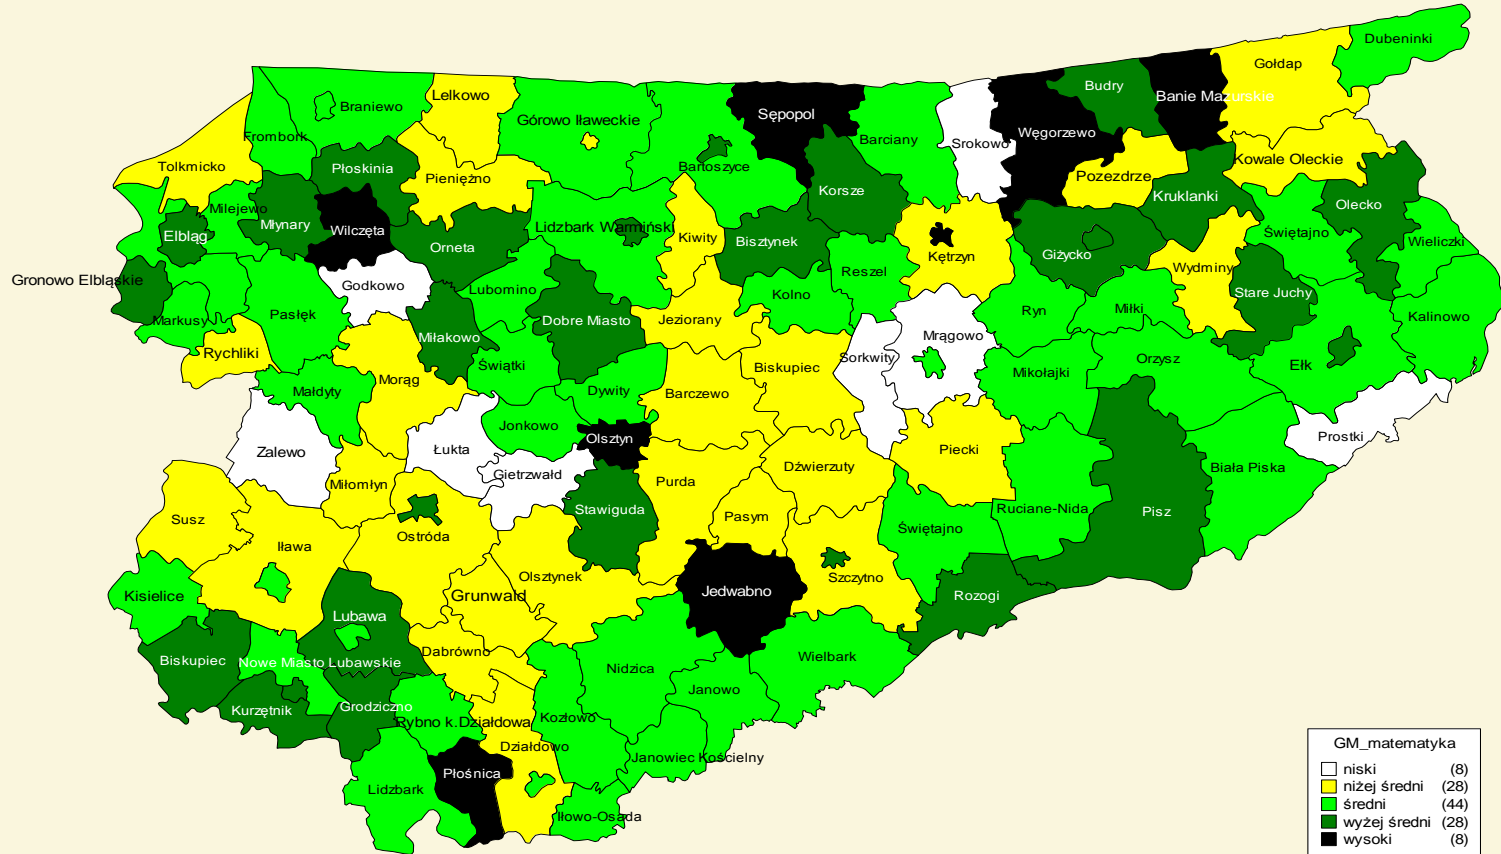 Dubeninki
Gołdap
Budry
Banie Mazurskie
Lelkowo
Braniewo
Sępopol
Górowo Iławeckie
Węgorzewo
Frombork
Barciany
Srokowo
Kowale Oleckie
Tolkmicko
Płoskinia
Bartoszyce
Pieniężno
Pozezdrze
Korsze
Kruklanki
Olecko
Milejewo
Młynary
Elbląg
Wilczęta
Lidzbark Warmiński
Kiwity
Bisztynek
Orneta
Świętajno
Wieliczki
Kętrzyn
Giżycko
Reszel
Wydminy
Gronowo Elbląskie
Godkowo
Lubomino
Kolno
Stare Juchy
Markusy
Pasłęk
Dobre Miasto
Jeziorany
Ryn
Miłki
Kalinowo
Miłakowo
Mrągowo
Rychliki
Sorkwity
Orzysz
Świątki
Biskupiec
Ełk
Morąg
Mikołajki
Małdyty
Dywity
Barczewo
Jonkowo
Olsztyn
Prostki
Zalewo
Łukta
Piecki
Gietrzwałd
Dźwierzuty
Biała Piska
Miłomłyn
Purda
Susz
Stawiguda
Pasym
Ruciane-Nida
Pisz
Ostróda
Świętajno
Iława
Olsztynek
Szczytno
Jedwabno
Kisielice
Grunwald
Rozogi
Lubawa
Dabrówno
Biskupiec
Nowe Miasto Lubawskie
Nidzica
Wielbark
Janowo
Kurzętnik
Grodziczno
Rybno k.Działdowa
Kozłowo
Działdowo
Janowiec Kościelny
Płośnica
Lidzbark
Iłowo-Osada
GM_matematyka
niski (8)
niżej średni (28)
średni (44)
wyżej średni (28)
wysoki (8)